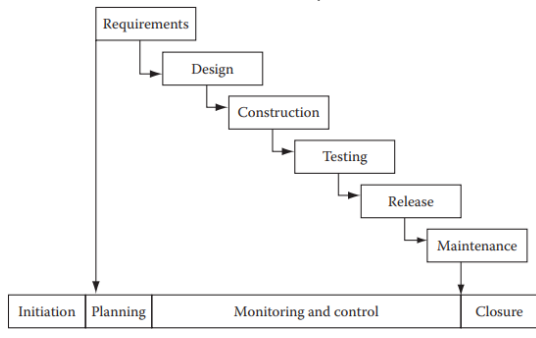 Requirements
Design
Construction
Testing
Release
Maintenance
Initiation
Planning
Monitoring and control
Closure